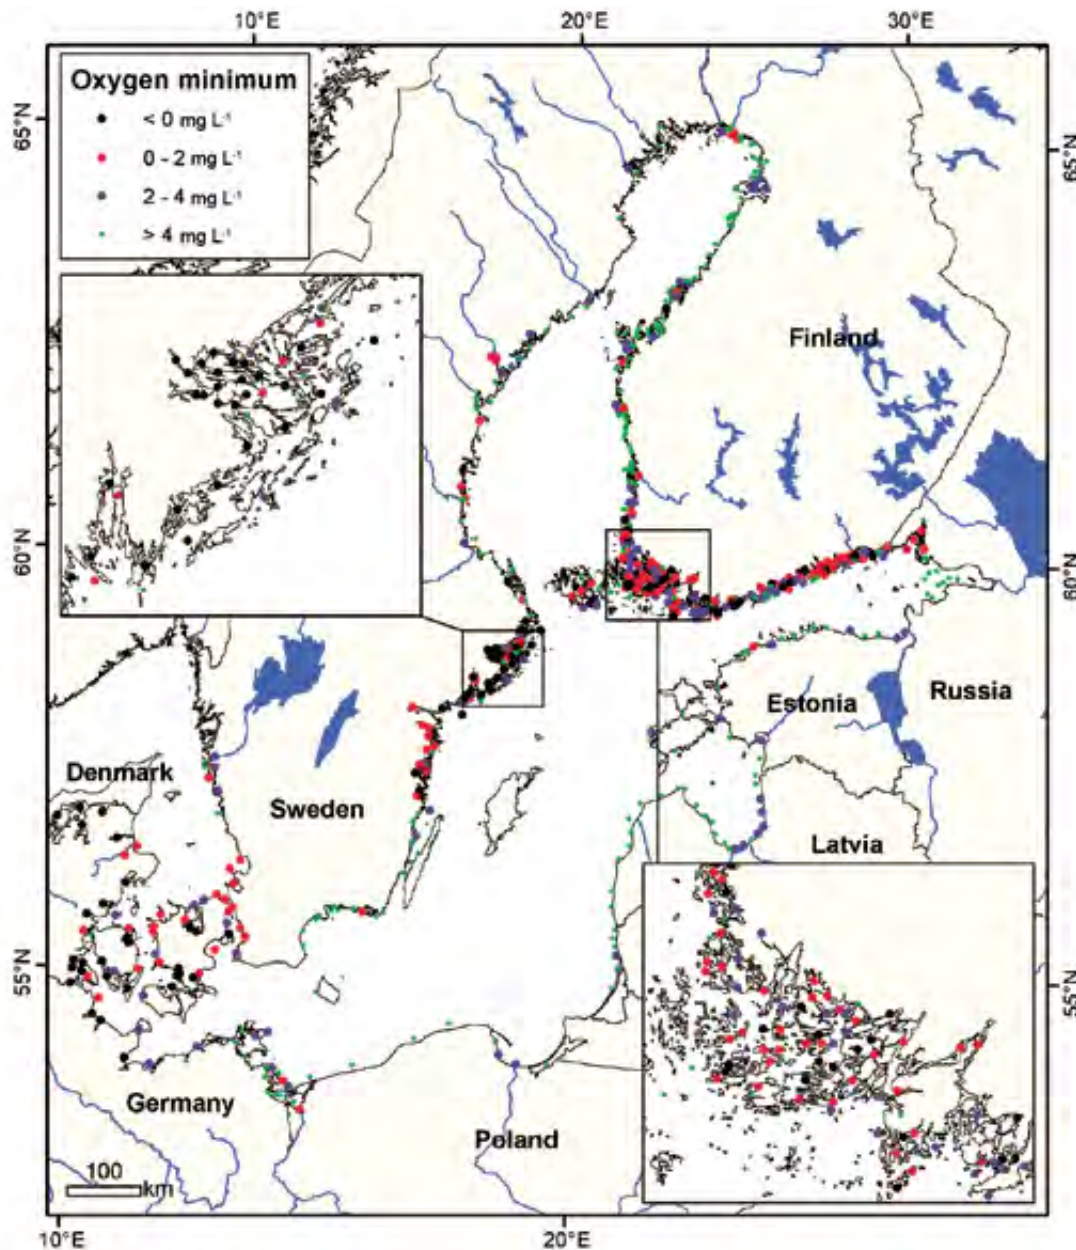 10°E
20°E
30°E
Oxygen minimum
< 0 mg L⁻¹
0 - 2 mg L⁻¹
2 - 4 mg L⁻¹
> 4 mg L⁻¹
65°N
65°N
Finland
60°N
60°N
Estonia
Russia
Denmark
Sweden
Latvia
55°N
55°N
Germany
Poland
100
km
10°E
20°E